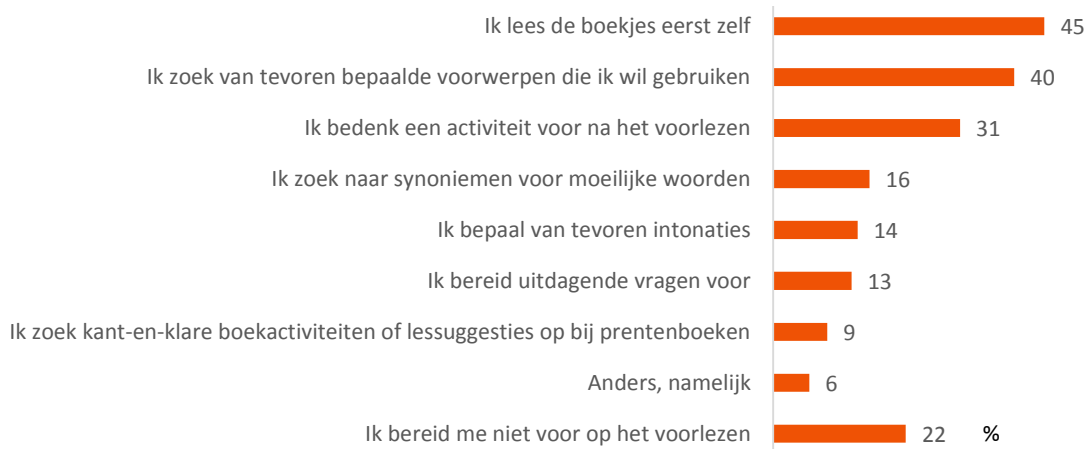 Ik lees de boekjes eerst zelf 45
Ik zoek van tevoren bepaalde voorwerpen die ik wil gebruiken 40
Ik bedenk een activiteit voor na het voorlezen 31
Ik zoek naar synoniemen voor moeilijke woorden 16
Ik bepaal van tevoren intonaties 14
Ik bereid uitdagende vragen voor 13
Ik zoek kant-en-klare boekactiviteiten of lessuggesties op bij prentenboeken 9
Anders, namelijk 6
Ik bereid me niet voor op het voorlezen 22 %